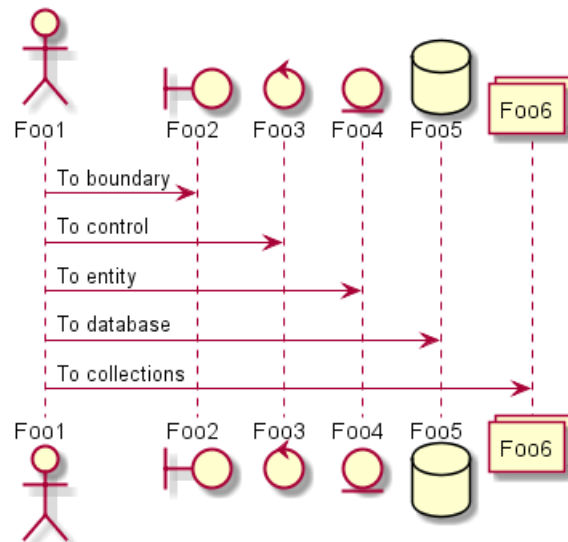 Foo1 Foo2 Foo3 Foo4 Foo5 Foo6
To boundary
To control
To entity
To database
To collections
Foo1 Foo2 Foo3 Foo4 Foo5 Foo6